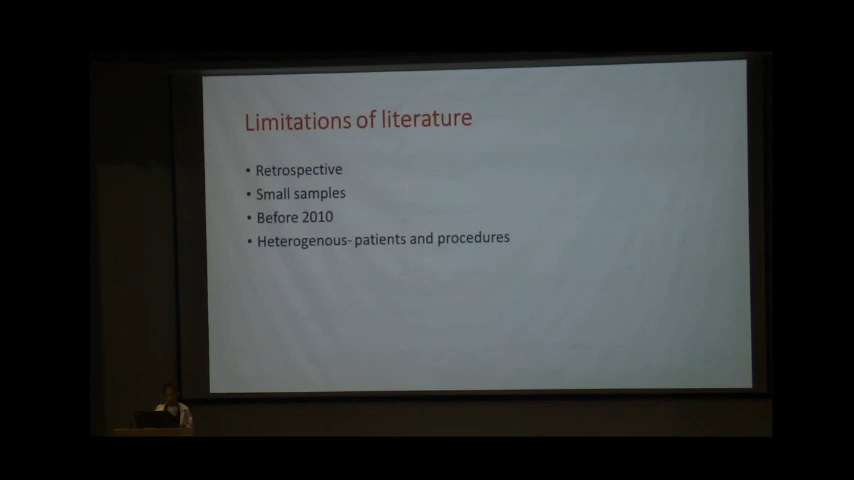 Limitations of literature
• Retrospective
• Small samples
• Before 2010
• Heterogenous- patients and procedures